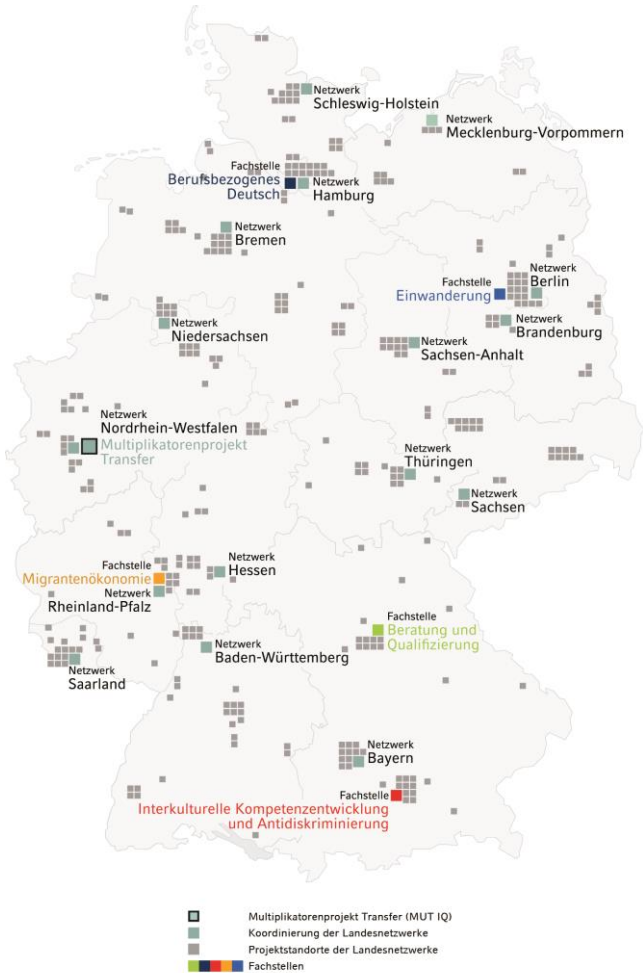 Netzwerk
Schleswig-Holstein
Netzwerk
Mecklenburg-Vorpommern
Fachstelle
Berufsbezogenes
Deutsch
Netzwerk
Hamburg
Netzwerk
Bremen
Fachstelle
Einwanderung
Netzwerk
Berlin
Netzwerk
Brandenburg
Netzwerk
Niedersachsen
Netzwerk
Sachsen-Anhalt
Netzwerk
Nordrhein-Westfalen
Multiplikatorenprojekt
Transfer
Netzwerk
Thüringen
Netzwerk
Sachsen
Netzwerk
Hessen
Fachstelle
Migrantenökonomie
Netzwerk
Rheinland-Pfalz
Fachstelle
Beratung und
Qualifizierung
Netzwerk
Baden-Württemberg
Netzwerk
Saarland
Netzwerk
Bayern
Fachstelle
Interkulturelle Kompetenzentwicklung
und Antidiskriminierung
Multiplikatorenprojekt Transfer (MUT IQ)
Koordinierung der Landesnetzwerke
Projektstandorte der Landesnetzwerke
Fachstellen